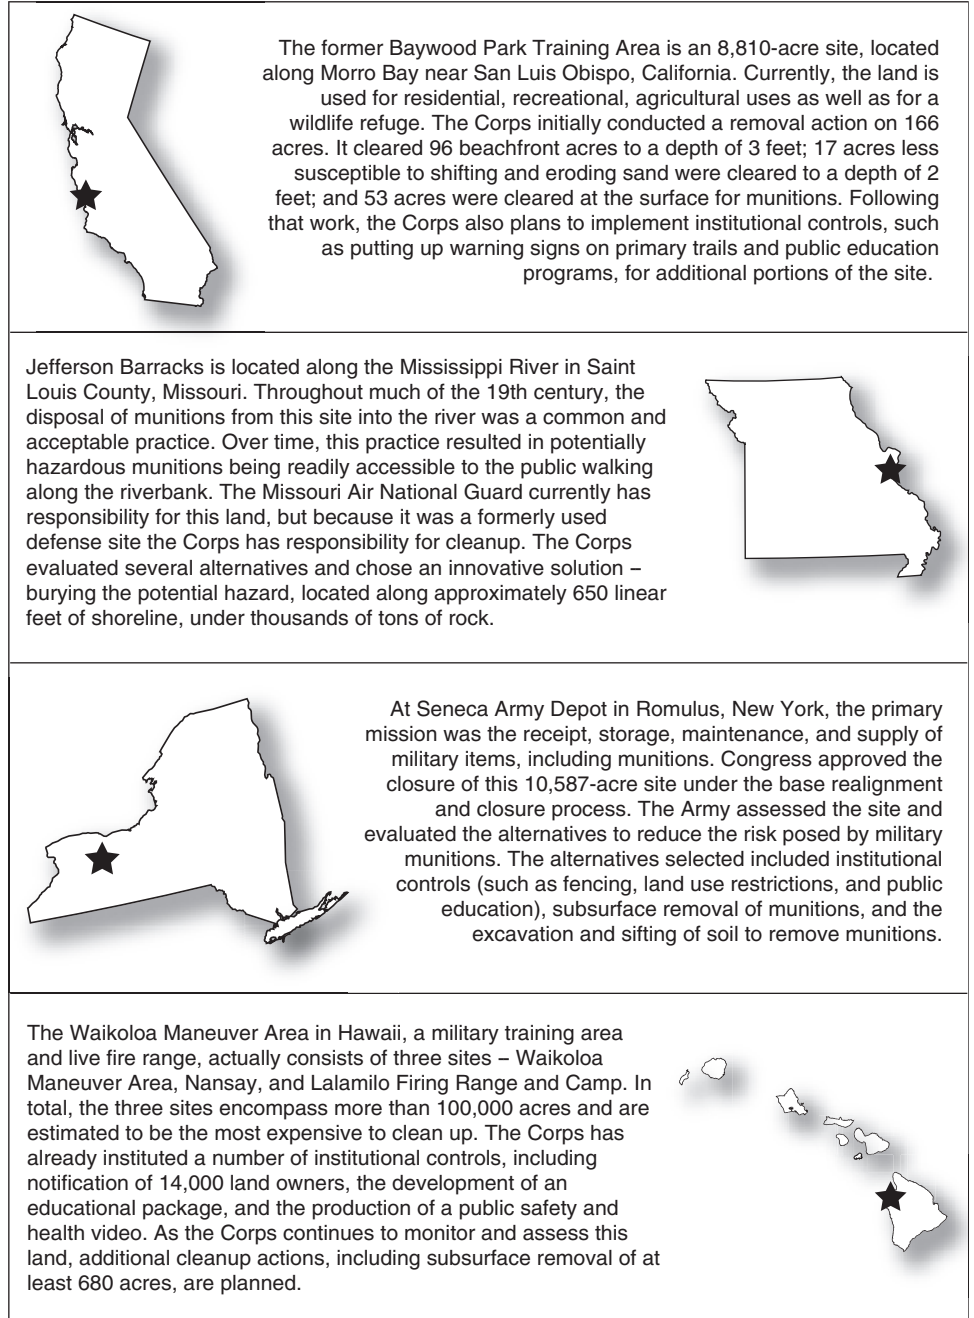 The former Baywood Park Training Area is an 8,810-acre site, located
along Morro Bay near San Luis Obispo, California. Currently, the land is
used for residential, recreational, agricultural uses as well as for a
wildlife refuge. The Corps initially conducted a removal action on 166
acres. It cleared 96 beachfront acres to a depth of 3 feet; 17 acres less
susceptible to shifting and eroding sand were cleared to a depth of 2
feet; and 53 acres were cleared at the surface for munitions. Following
that work, the Corps also plans to implement institutional controls, such
as putting up warning signs on primary trails and public education
programs, for additional portions of the site.
Jefferson Barracks is located along the Mississippi River in Saint
Louis County, Missouri. Throughout much of the 19th century, the
disposal of munitions from this site into the river was a common and
acceptable practice. Over time, this practice resulted in potentially
hazardous munitions being readily accessible to the public walking
along the riverbank. The Missouri Air National Guard currently has
responsibility for this land, but because it was a formerly used
defense site the Corps has responsibility for cleanup. The Corps
evaluated several alternatives and chose an innovative solution –
burying the potential hazard, located along approximately 650 linear
feet of shoreline, under thousands of tons of rock.
At Seneca Army Depot in Romulus, New York, the primary
mission was the receipt, storage, maintenance, and supply of
military items, including munitions. Congress approved the
closure of this 10,587-acre site under the base realignment
and closure process. The Army assessed the site and
evaluated the alternatives to reduce the risk posed by military
munitions. The alternatives selected included institutional
controls (such as fencing, land use restrictions, and public
education), subsurface removal of munitions, and the
excavation and sifting of soil to remove munitions.
The Waikoloa Maneuver Area in Hawaii, a military training area
and live fire range, actually consists of three sites – Waikoloa
Maneuver Area, Nansay, and Lalamilo Firing Range and Camp. In
total, the three sites encompass more than 100,000 acres and are
estimated to be the most expensive to clean up. The Corps has
already instituted a number of institutional controls, including
notification of 14,000 land owners, the development of an
educational package, and the production of a public safety and
health video. As the Corps continues to monitor and assess this
land, additional cleanup actions, including subsurface removal of at
least 680 acres, are planned.